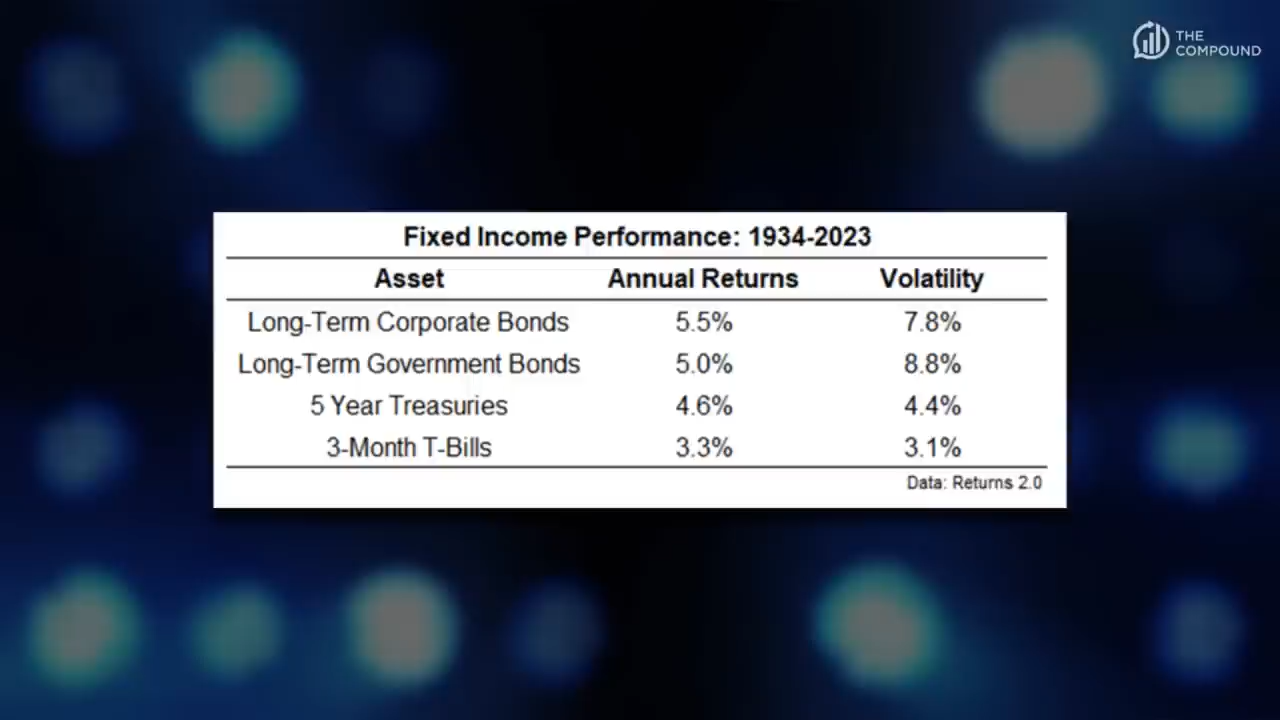 THE
COMPOUND
Fixed Income Performance: 1934-2023
Asset Annual Returns Volatility
Long-Term Corporate Bonds 5.5% 7.8%
Long-Term Government Bonds 5.0% 8.8%
5 Year Treasuries 4.6% 4.4%
3-Month T-Bills 3.3% 3.1%
Data: Returns 2.0